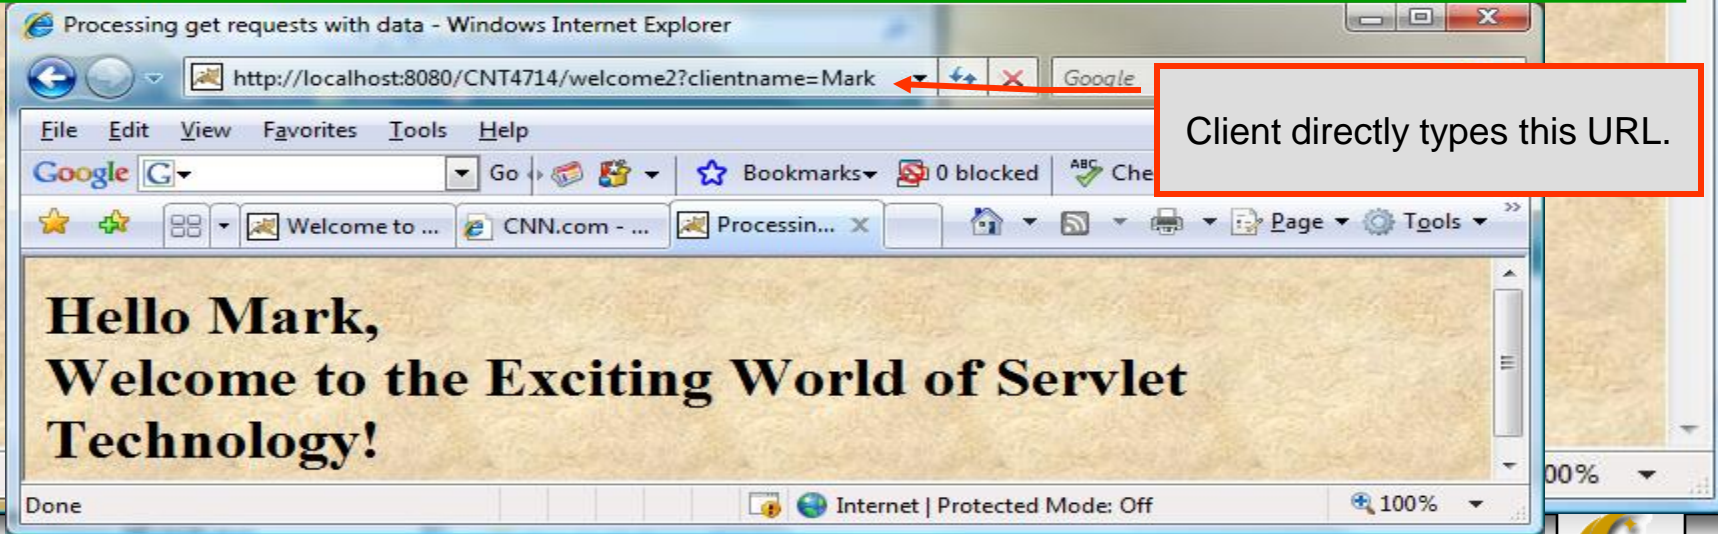 Processing get requests with data - Windows Internet Explorer
http://localhost:8080/CNT4714/welcome2?clientname=Mark
Google
Client directly types this URL.
File Edit View Favorites Tools Help
Google G Go Bookmarks 0 blocked ABC Che
Welcome to ... CNN.com - ... Processin... Page Tools
Hello Mark,
Welcome to the Exciting World of Servlet
Technology!
Done Internet | Protected Mode: Off 100%
00%